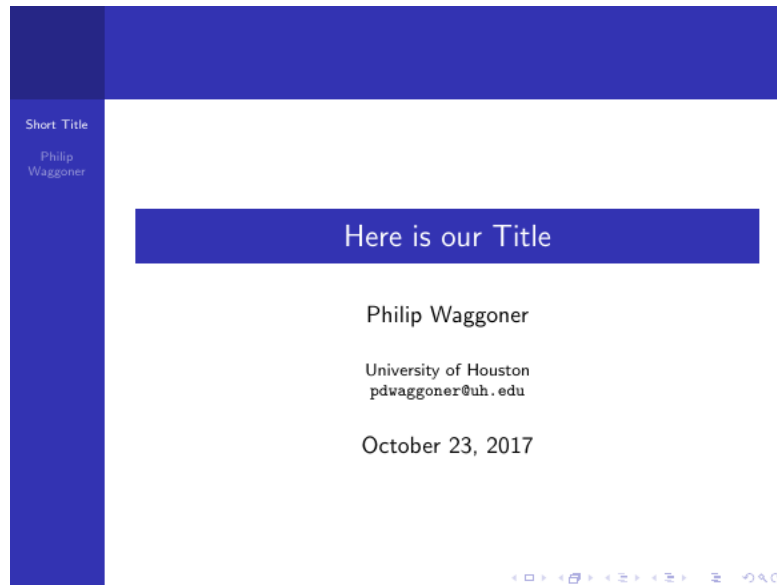 Short Title
Philip
Waggoner
Here is our Title
Philip Waggoner
University of Houston
pdwaggoner@uh.edu
October 23, 2017